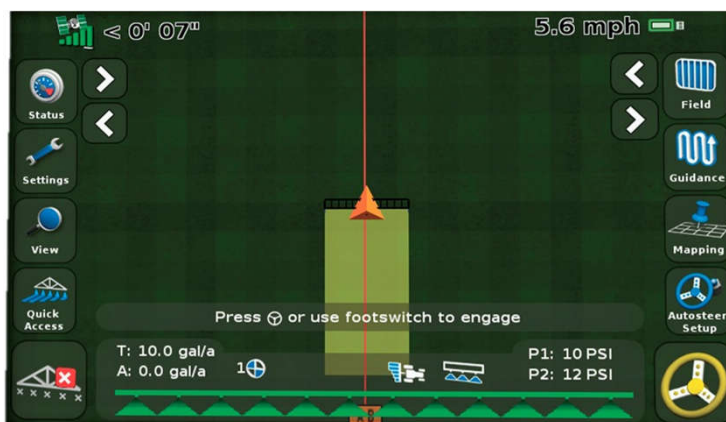 < 0' 07"
5.6 mph
Status
Settings
View
Quick
Access
Field
Guidance
Mapping
Autosteer
Setup
Press or use footswitch to engage
T: 10.0 gal/a
A: 0.0 gal/a
1
P1: 10 PSI
P2: 12 PSI